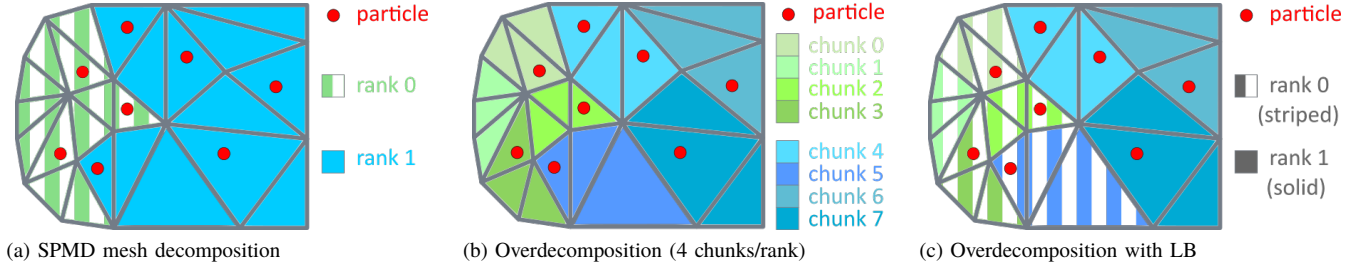 particle
rank 0
rank 1
(a) SPMD mesh decomposition
particle
chunk 0
chunk 1
chunk 2
chunk 3
chunk 4
chunk 5
chunk 6
chunk 7
(b) Overdecomposition (4 chunks/rank)
particle
rank 0
(striped)
rank 1
(solid)
(c) Overdecomposition with LB